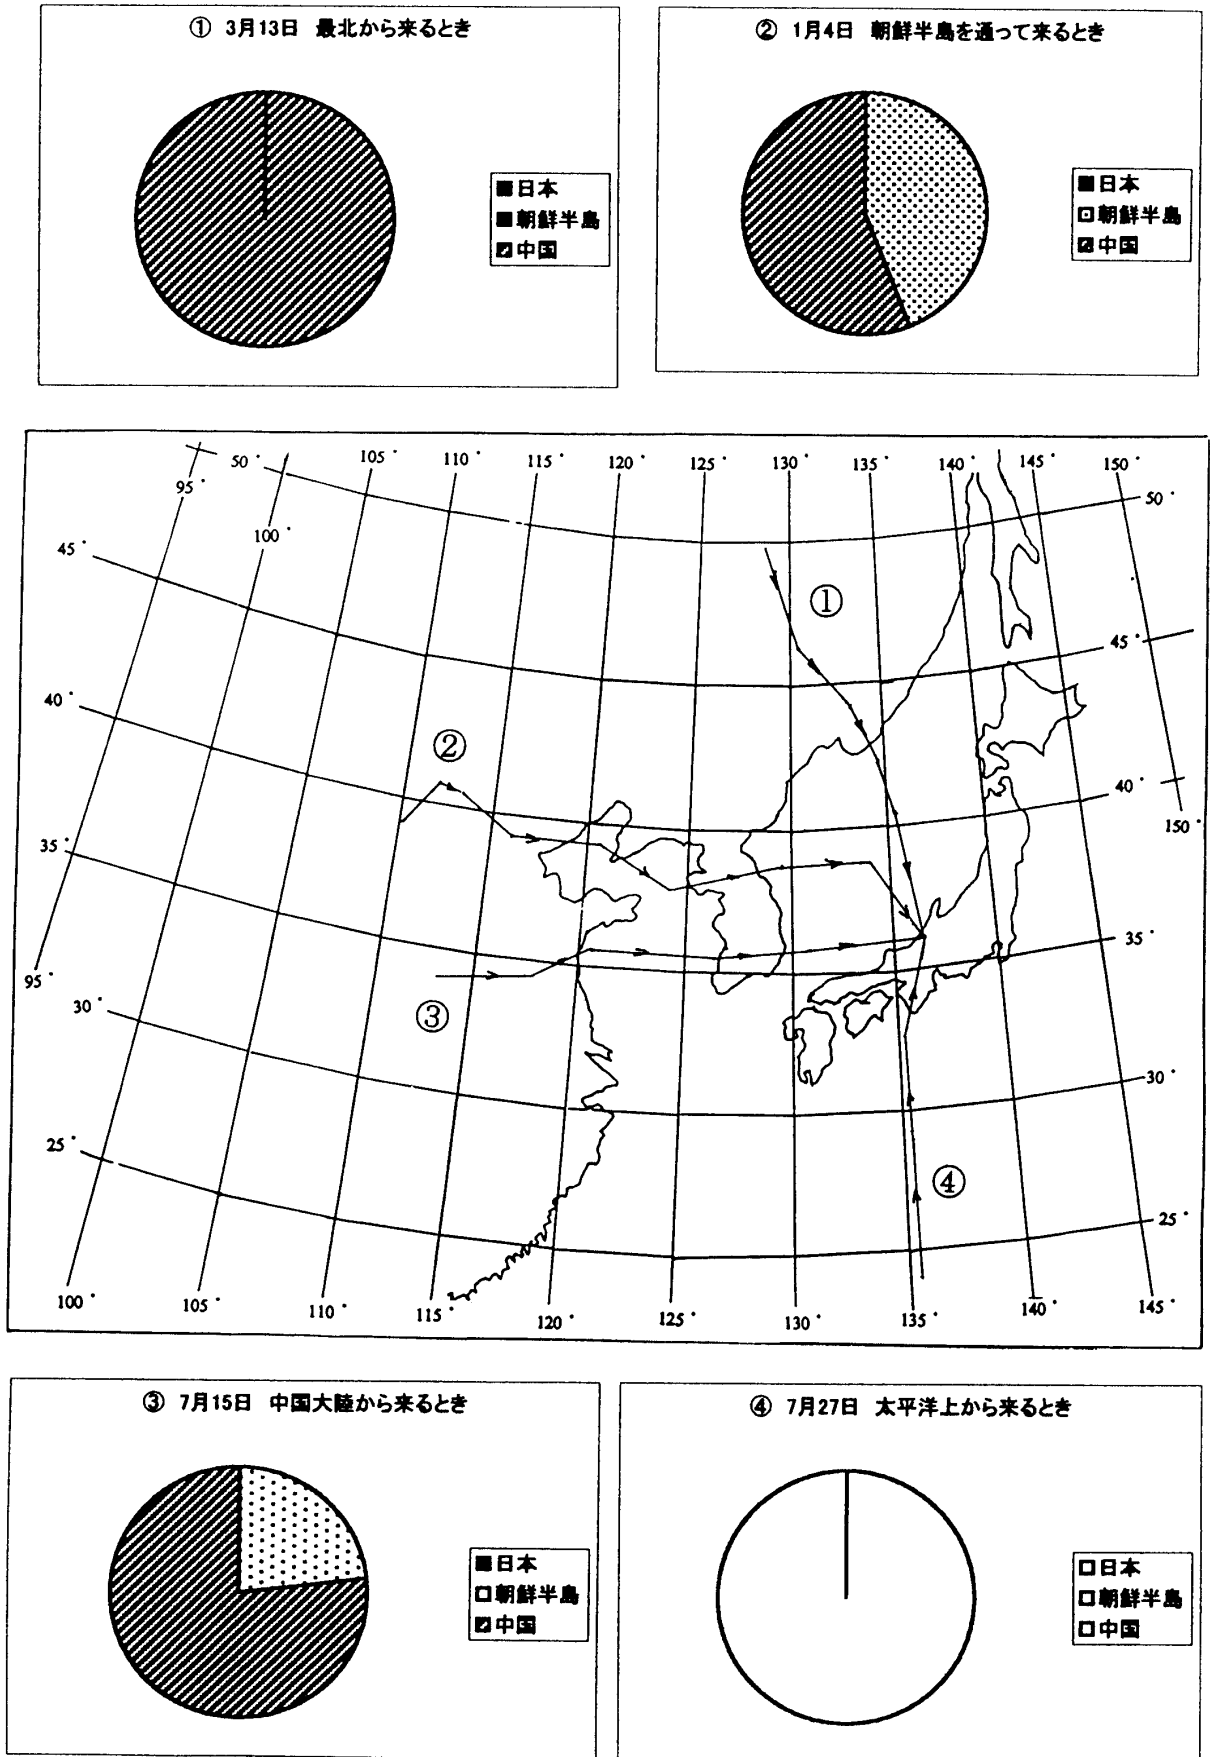 ① 3月13日 最北から来るとき
■日本
■朝鮮半島
中国
② 1月4日 朝鮮半島を通って来るとき
■日本
朝鮮半島
中国
50° 105° 110° 115° 120° 125° 130° 135° 140° 145° 150°
95° 50°
100°
45°
①
45°
40°
②
40°
150°
35°
35°
95°
30°
③
30°
25°
④
25°
100° 105° 110° 115° 120° 125° 130° 135° 140° 145°
③ 7月15日 中国大陸から来るとき
■日本
□朝鮮半島
中国
④ 7月27日 太平洋上から来るとき
□日本
□朝鮮半島
□中国